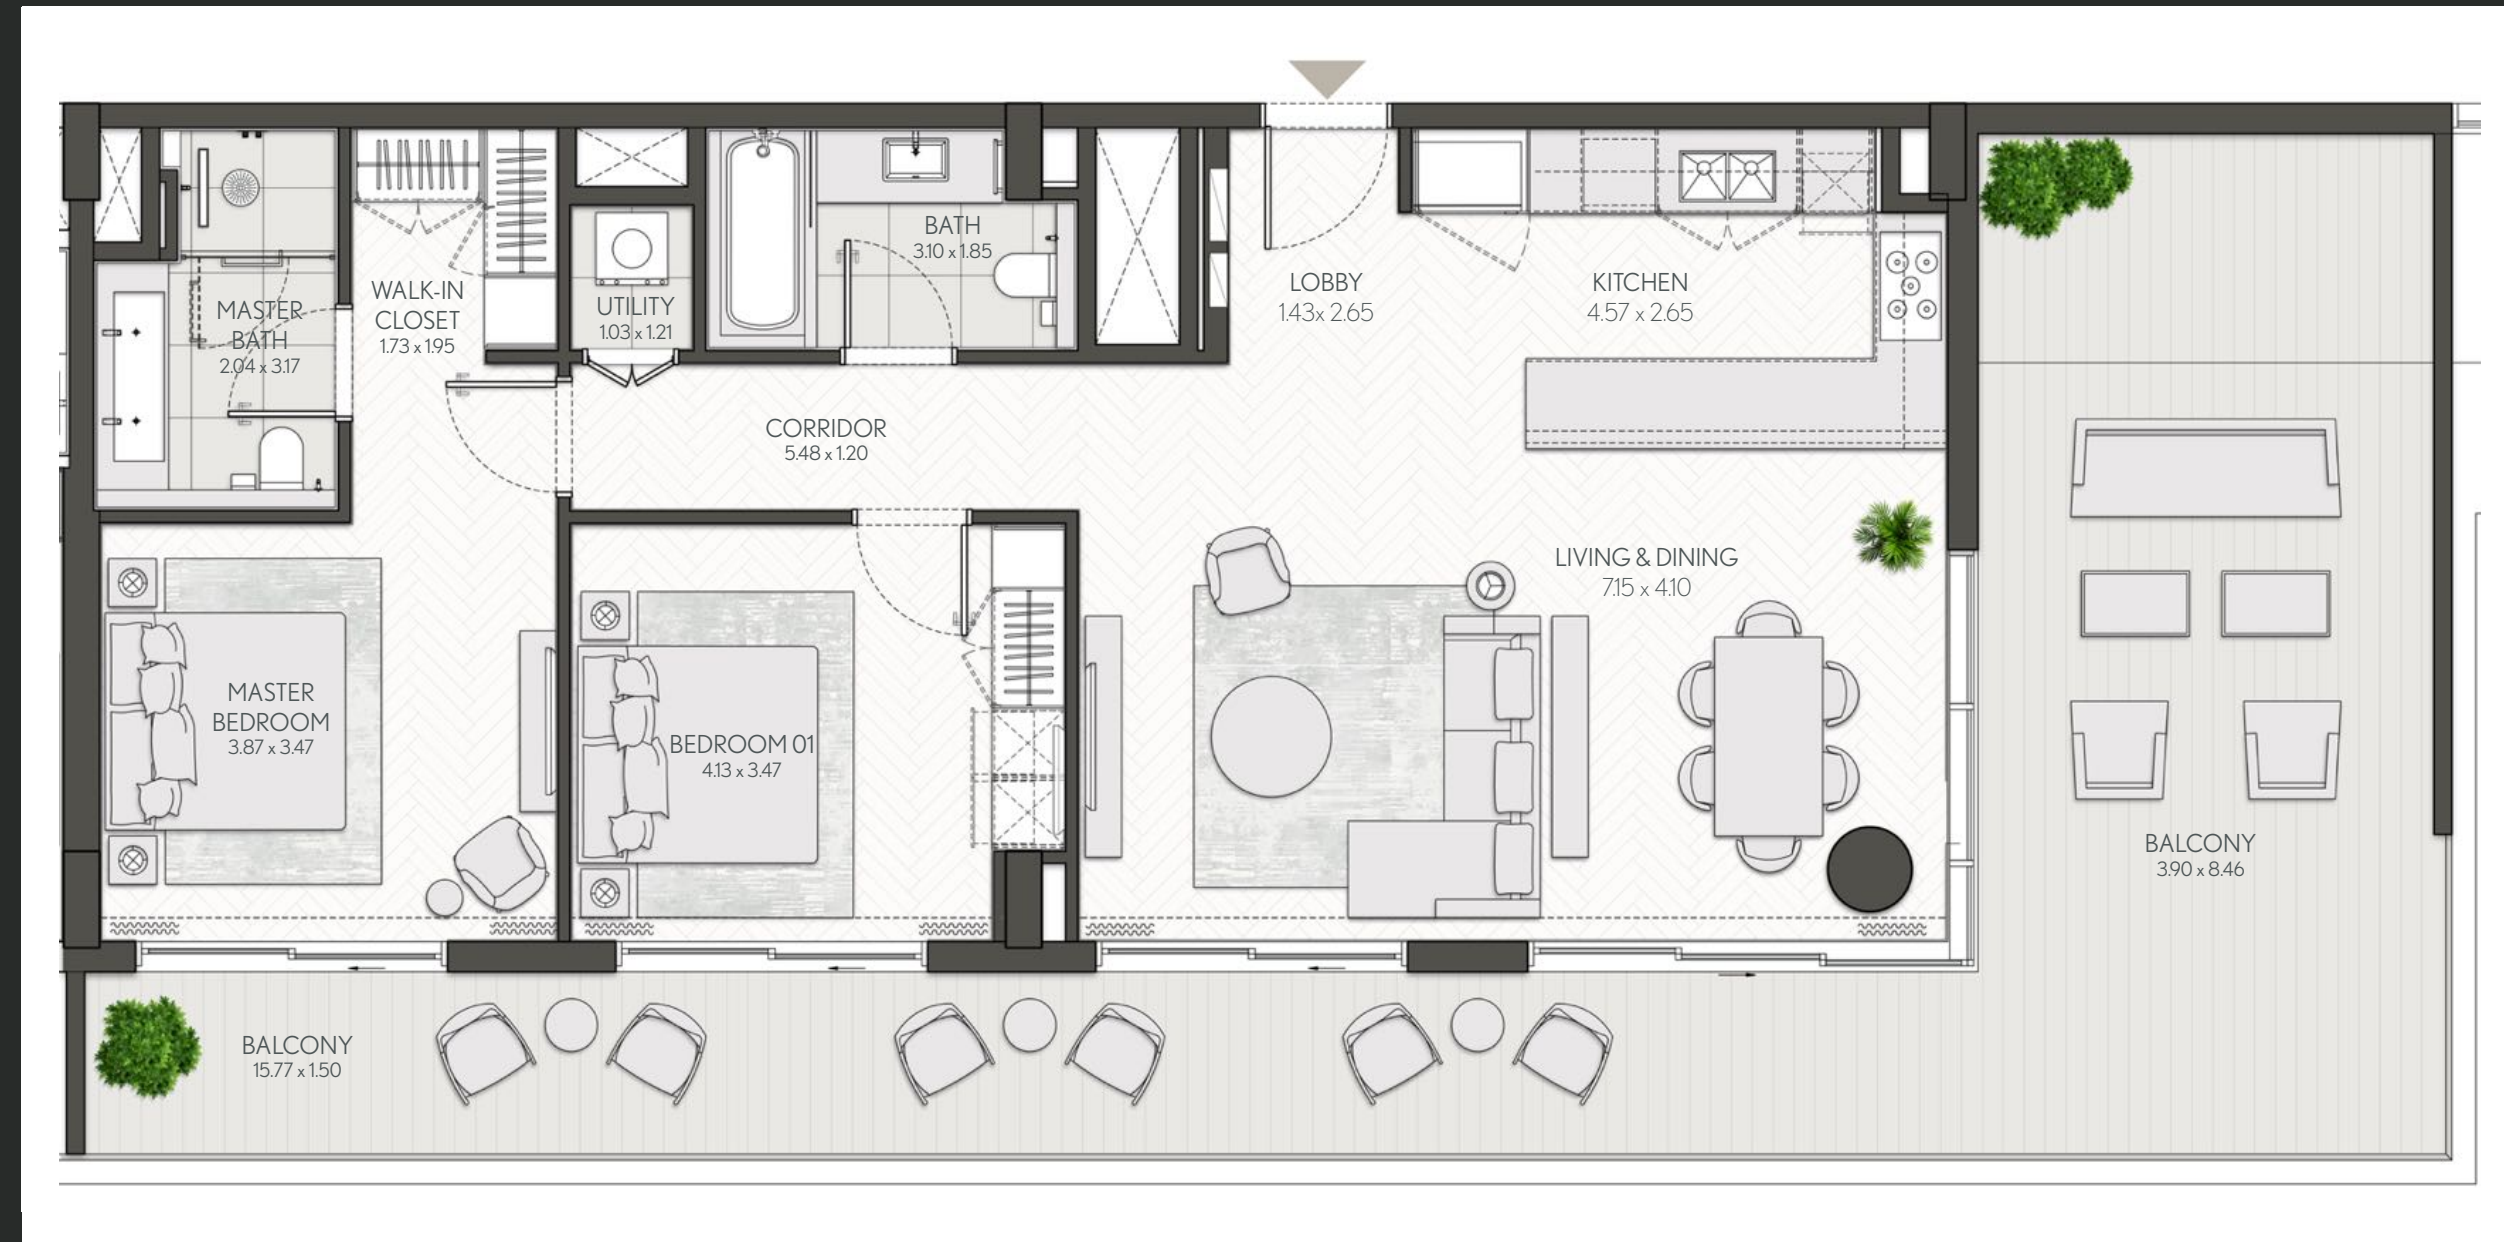 MASTER
BATH
2.04 x 3.17
WALK-IN
CLOSET
1.73 x 1.95
UTILITY
1.03 x 1.21
BATH
3.10 x 1.85
LOBBY
1.43x 2.65
KITCHEN
4.57 x 2.65
CORRIDOR
5.48 x 1.20
LIVING & DINING
7.15 x 4.10
MASTER
BEDROOM
3.87 x 3.47
BEDROOM 01
4.13 x 3.47
BALCONY
3.90 x 8.46
BALCONY
15.77 x 1.50